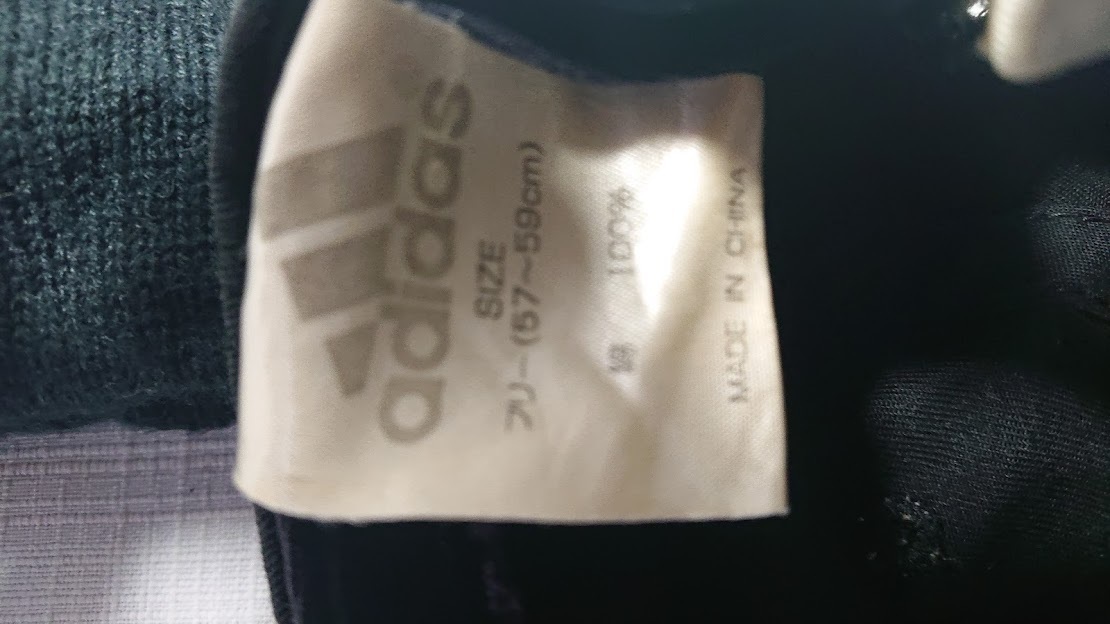 adidas
SIZE
フリー(57～59cm)
100%
MADE IN CHINA